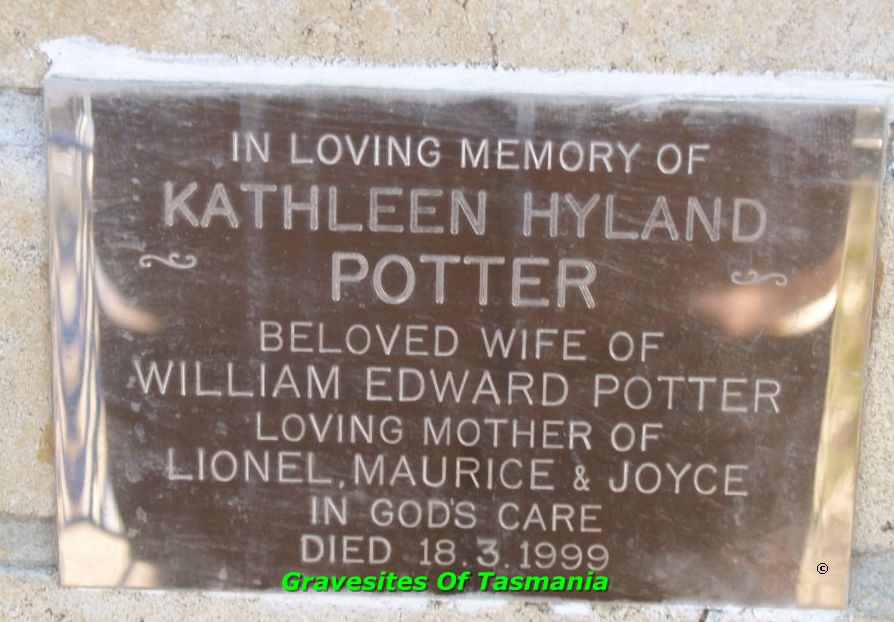 IN LOVING MEMORY OF
KATHLEEN HYLAND
POTTER
BELOVED WIFE OF
WILLIAM EDWARD POTTER
LOVING MOTHER OF
LIONEL, MAURICE & JOYCE
IN GOD'S CARE
DIED 18.3.1999
Gravesites Of Tasmania
©